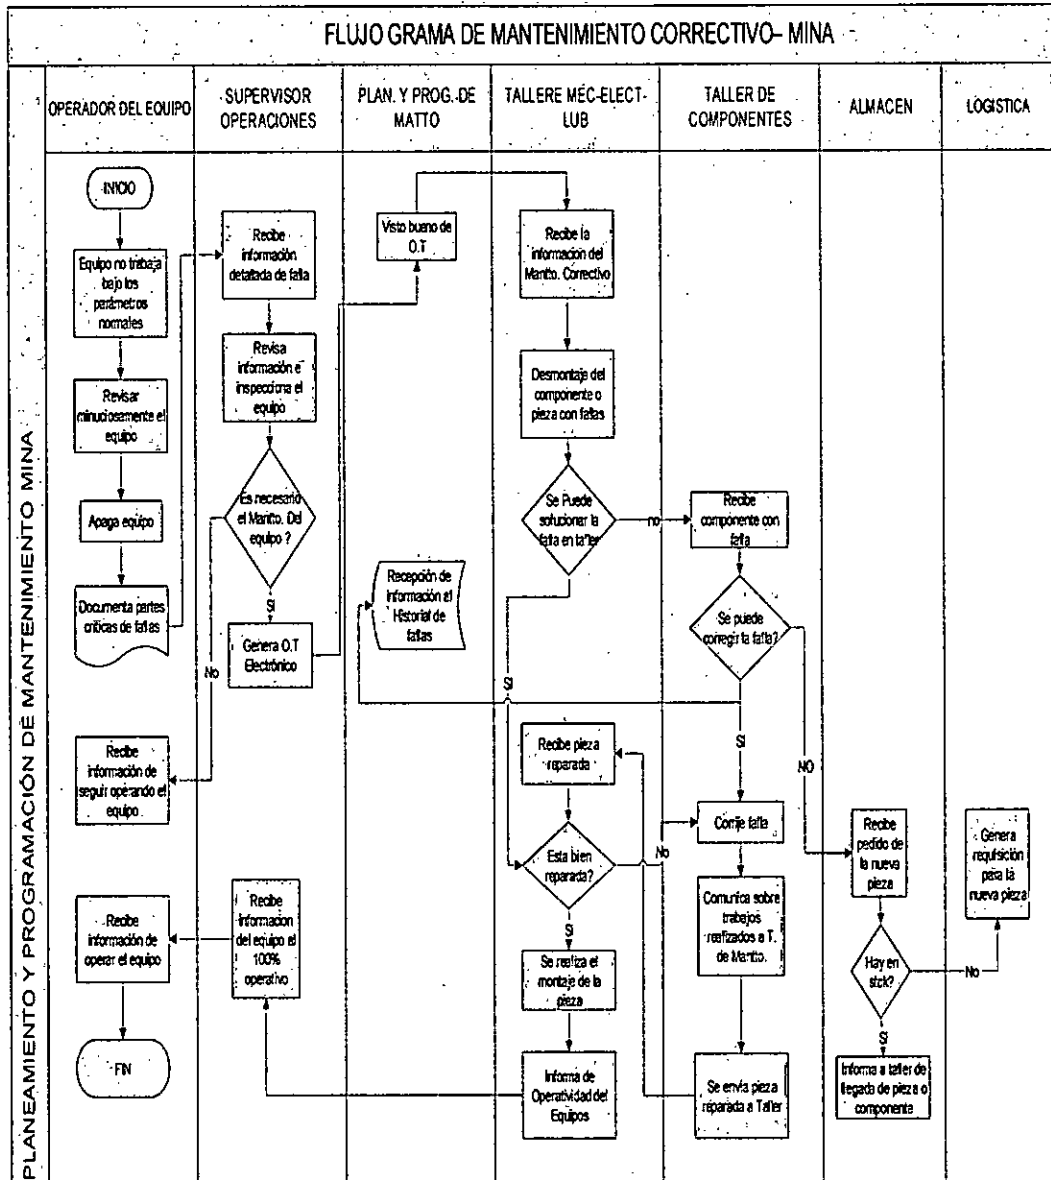 FLUJO GRAMA DE MANTENIMIENTO CORRECTIVO- MINA
PLANEAMIENTO Y PROGRAMACIÓN DE MANTENIMIENTO MINA
OPERADOR DEL EQUIPO
SUPERVISOR
OPERACIONES
PLAN. Y PROG. DE
MATTO
TALLERE MEC-ELECT-
LUB
TALLER DE
COMPONENTES
ALMACEN
LOGISTICA
INICIO
Equipo no trabaja
bajo los
parámetros
normales
Revisar
minuciosamente el
equipo
Apaga equipo
Documenta partes
criticas de fallas
Recibe
información de
seguir operando el
equipo
Recibe
información de
operar el equipo
FIN
Recibe
información
detallada de falla
Revisa
información e
inspecciona el
equipo
Es necesario
el Mantto. Del
equipo ?
SI
No
Genera O.T
Electrónico
Recibe
informacion
del equipo al
100%
operativo
Visto bueno de
O.T
Recepción de
información al
Historial de
fallas
Recibe la
información del
Mantto. Correctivo
Desmontaje del
componente o
pieza con fallas
Se Puede
solucionar la
falla en taller
no
SI
Recibe pieza
reparada
Esta bien
reparada?
No
SI
Se realiza el
montaje de la
pieza
Informa de
Operatividad del
Equipos
Recibe
componente con
falla
Se puede
corregir la falla?
SI
NO
Corrije falla
Comunica sobre
trabajos
realizados a T.
de Mantto.
Se envía pieza
reparada a Taller
Recibe
pedido de
la nueva
pieza
Hay en
stok?
No
SI
Informa a taller de
llegada de pieza o
componente
Genera
requisición
para la
nueva pieza